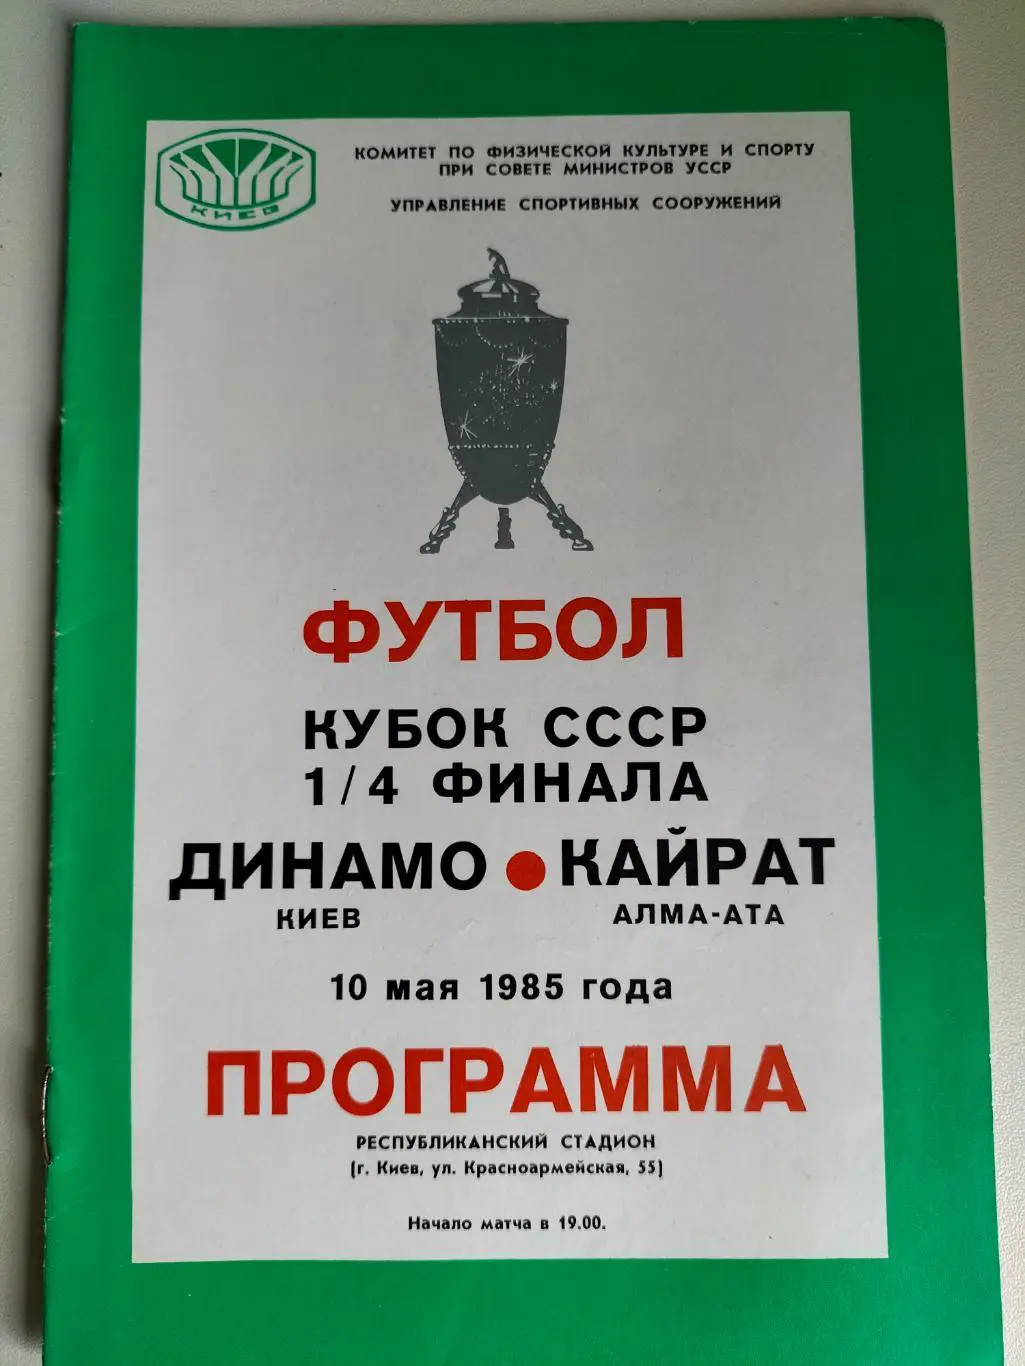 КИЕВ
КОМИТЕТ ПО ФИЗИЧЕСКОЙ КУЛЬТУРЕ И СПОРТУ
ПРИ СОВЕТЕ МИНИСТРОВ УССР
УПРАВЛЕНИЕ СПОРТИВНЫХ СООРУЖЕНИЙ
ФУТБОЛ
КУБОК СССР
1/4 ФИНАЛА
ДИНАМО • КАЙРАТ
КИЕВ АЛМА-АТА
10 мая 1985 года
ПРОГРАММА
РЕСПУБЛИКАНСКИЙ СТАДИОН
(г. Киев, ул. Красноармейская, 55)
Начало матча в 19.00.